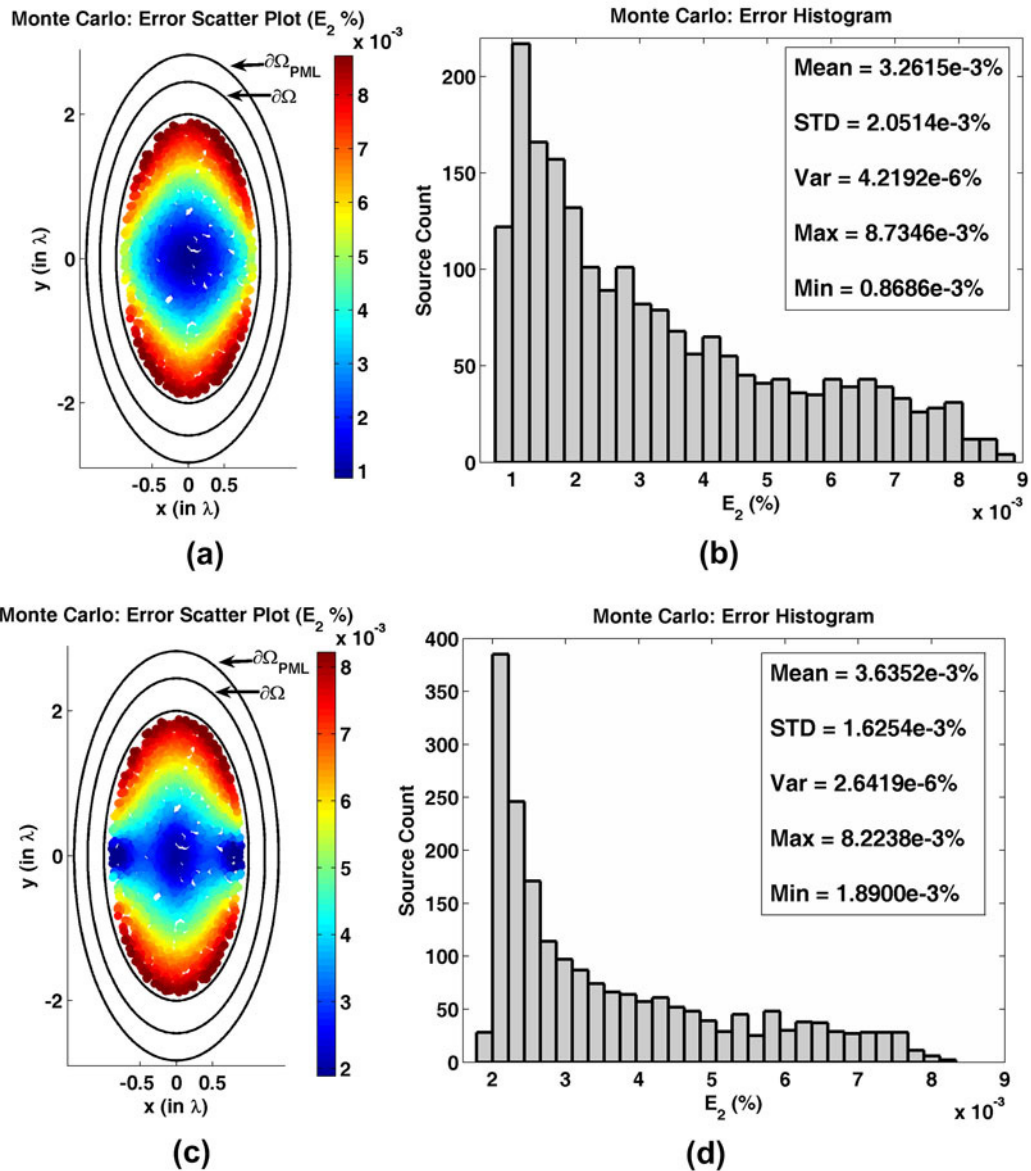 Monte Carlo: Error Scatter Plot (E2 %)
x 10-3
∂ΩPML
∂Ω
2
0
-2
y (in λ)
-0.5 0 0.5
x (in λ)
8
7
6
5
4
3
2
1
(a)
Monte Carlo: Error Histogram
Mean = 3.2615e-3%
STD = 2.0514e-3%
Var = 4.2192e-6%
Max = 8.7346e-3%
Min = 0.8686e-3%
200
150
100
50
0
Source Count
1 2 3 4 5 6 7 8 9
E2 (%)
x 10-3
(b)
Monte Carlo: Error Scatter Plot (E2 %)
x 10-3
∂ΩPML
∂Ω
2
0
-2
y (in λ)
-0.5 0 0.5
x (in λ)
8
7
6
5
4
3
2
(c)
Monte Carlo: Error Histogram
Mean = 3.6352e-3%
STD = 1.6254e-3%
Var = 2.6419e-6%
Max = 8.2238e-3%
Min = 1.8900e-3%
400
350
300
250
200
150
100
50
0
Source Count
2 3 4 5 6 7 8 9
E2 (%)
x 10-3
(d)